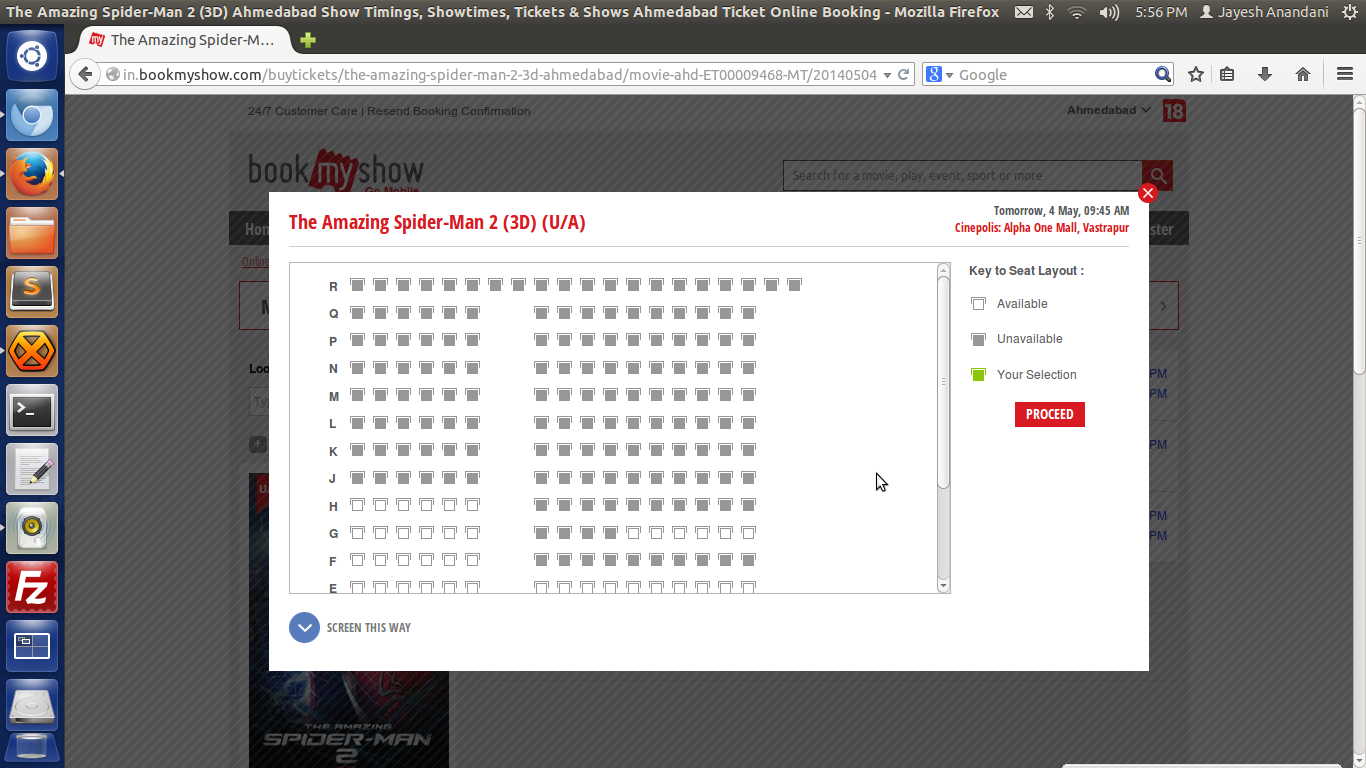 The Amazing Spider-Man 2 (3D) Ahmedabad Show Timings, Showtimes, Tickets & Shows Ahmedabad Ticket Online Booking - Mozilla Firefox
5:56 PM
Jayesh Anandani
The Amazing Spider-M...
in.bookmyshow.com/buytickets/the-amazing-spider-man-2-3d-ahmedabad/movie-ahd-ET00009468-MT/20140504
8 Google
24/7 Customer Care | Resend Booking Confirmation
Ahmedabad
18
bookmyshow
Go Mobile
Search for a movie, play, event, sport or more
The Amazing Spider-Man 2 (3D) (U/A)
Tomorrow, 4 May, 09:45 AM
Cinepolis: Alpha One Mall, Vastrapur
Online
Key to Seat Layout :
Available
Unavailable
Your Selection
PROCEED
R
Q
P
N
M
L
K
J
H
G
F
E
PM
PM
PM
PM
PM
SCREEN THIS WAY
THE AMAZING
SPIDER-MAN
2
S
>_
Fz